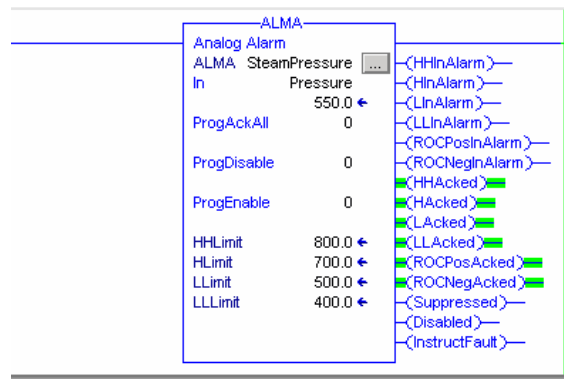 ALMA
Analog Alarm
ALMA SteamPressure ...
In Pressure
550.0
ProgAckAll 0
ProgDisable 0
ProgEnable 0
HHLimit 800.0
HLimit 700.0
LLimit 500.0
LLLimit 400.0
HHInAlarm
HInAlarm
LInAlarm
LLInAlarm
ROCPosInAlarm
ROCNegInAlarm
HHAcked
HAcked
LAcked
LLAcked
ROCPosAcked
ROCNegAcked
Suppressed
Disabled
InstructFault